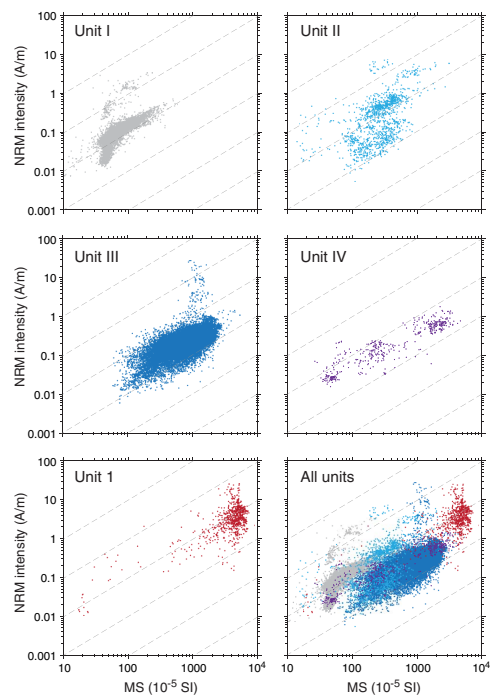 Unit I
Unit II
NRM intensity (A/m)
100
10
1
0.1
0.01
0.001
Unit III
Unit IV
NRM intensity (A/m)
100
10
1
0.1
0.01
0.001
Unit 1
All units
NRM intensity (A/m)
100
10
1
0.1
0.01
0.001
10 100 1000 10⁴
10 100 1000 10⁴
MS (10⁻⁵ SI)
MS (10⁻⁵ SI)